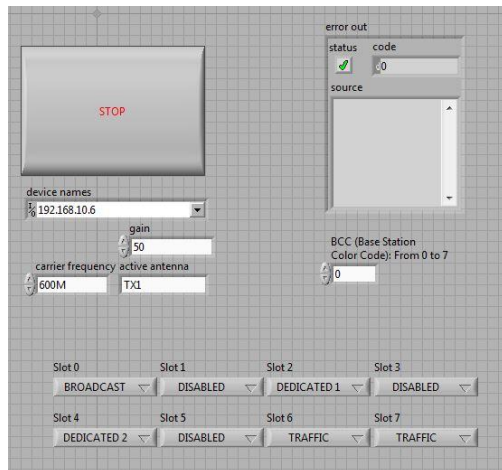 error out
status code
0
source
STOP
device names
192.168.10.6
gain
50
carrier frequency active antenna
600M TX1
BCC (Base Station
Color Code): From 0 to 7
0
Slot 0 Slot 1 Slot 2 Slot 3
BROADCAST DISABLED DEDICATED 1 DISABLED
Slot 4 Slot 5 Slot 6 Slot 7
DEDICATED 2 DISABLED TRAFFIC TRAFFIC